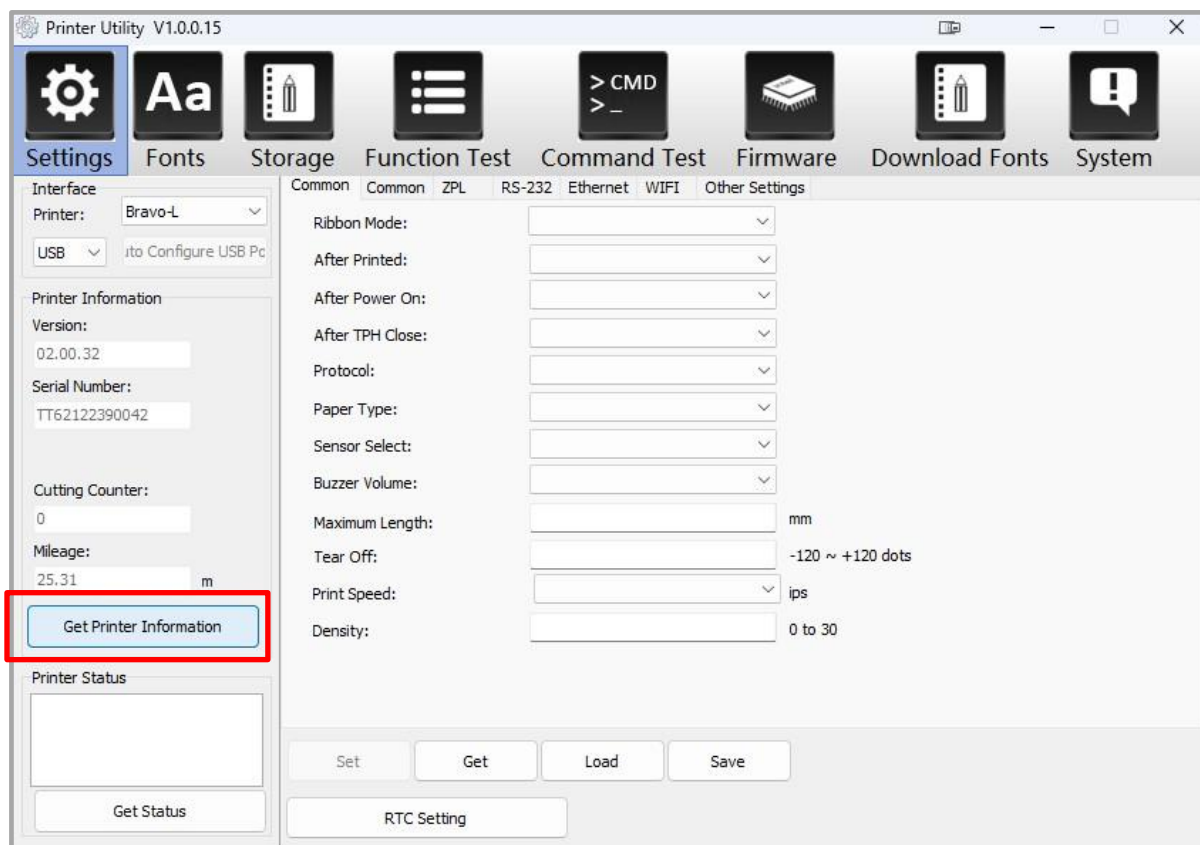 Printer Utility V1.0.0.15
Aa
> CMD
> _
Settings Fonts Storage Function Test Command Test Firmware Download Fonts System
Interface
Printer: Bravo-L
USB uto Configure USB Po
Printer Information
Version:
02.00.32
Serial Number:
TT62122390042
Cutting Counter:
0
Mileage:
25.31 m
Get Printer Information
Printer Status
Get Status
Common Common ZPL RS-232 Ethernet WIFI Other Settings
Ribbon Mode:
After Printed:
After Power On:
After TPH Close:
Protocol:
Paper Type:
Sensor Select:
Buzzer Volume:
Maximum Length: mm
Tear Off: -120 ~ +120 dots
Print Speed: ips
Density: 0 to 30
Set Get Load Save
RTC Setting